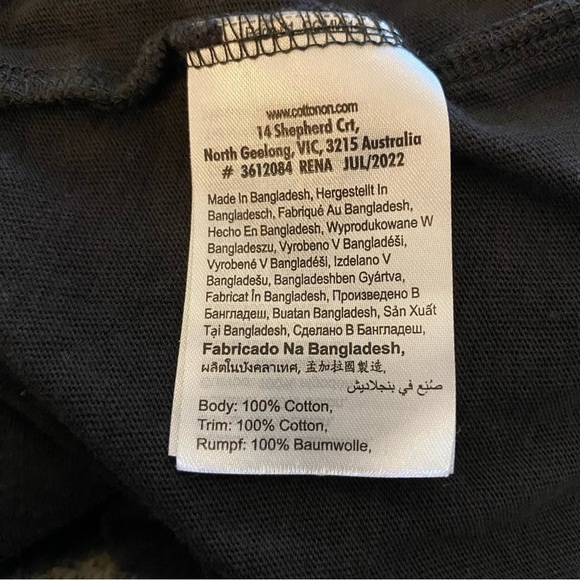 www.cottonon.com
14 Shepherd Crt,
North Geelong, VIC, 3215 Australia
# 3612084 RENA JUL/2022
Made In Bangladesh, Hergestellt In
Bangladesch, Fabriqué Au Bangladesh,
Hecho En Bangladesh, Wyprodukowane W
Bangladeszu, Vyrobeno V Bangladéši,
Vyrobené V Bangladéši, Izdelano V
Bangladešu, Bangladeshben Gyártva,
Fabricat În Bangladesh, Произведено В
Бангладеш, Buatan Bangladesh, Sản Xuất
Tại Bangladesh, Сделано В Бангладеш,
Fabricado Na Bangladesh,
ผลิตในบังคลาเทศ, 孟加拉國製造,
صُنِع في بنجلاديش
Body: 100% Cotton,
Trim: 100% Cotton,
Rumpf: 100% Baumwolle,